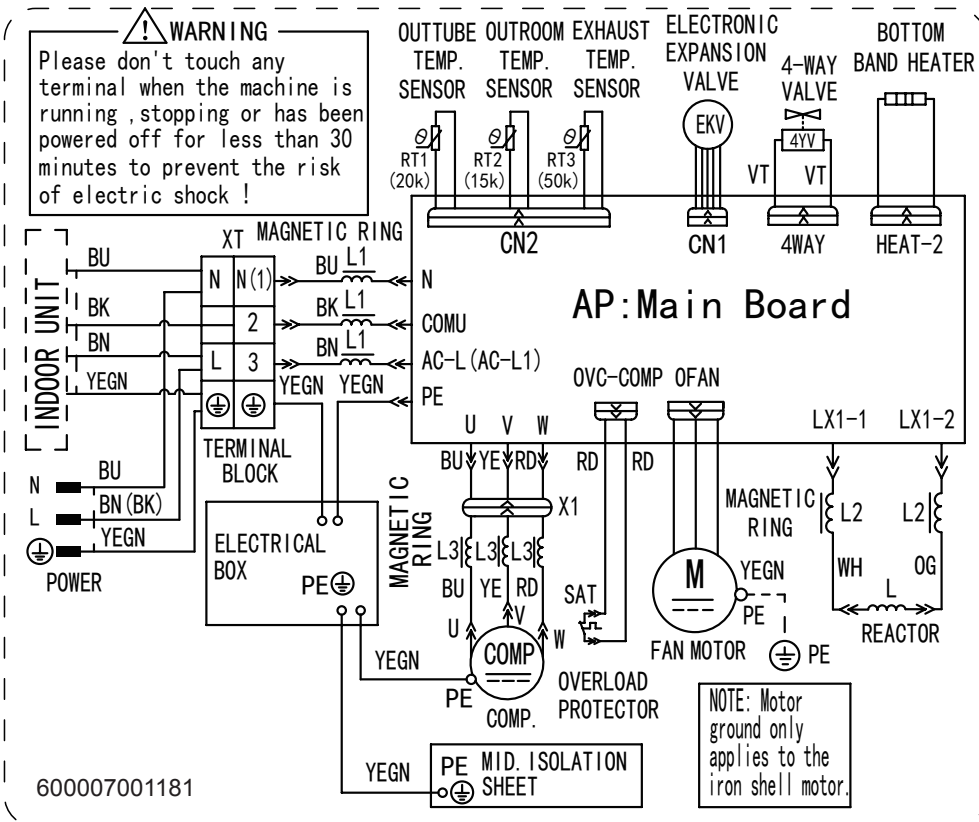 WARNING
Please don't touch any
terminal when the machine is
running ,stopping or has been
powered off for less than 30
minutes to prevent the risk
of electric shock !
OUTTUBE OUTROOM EXHAUST
TEMP. TEMP. TEMP.
SENSOR SENSOR SENSOR
ELECTRONIC
EXPANSION
VALVE
4-WAY
VALVE
BOTTOM
BAND HEATER
θ θ θ
RT1 RT2 RT3
(20k) (15k) (50k)
EKV
4YV
VT VT
CN2 CN1 4WAY HEAT-2
AP:Main Board
INDOOR UNIT
BU
BK
BN
YEGN
XT
N N(1)
2
L 3
TERMINAL
BLOCK
MAGNETIC RING
BU L1
BK L1
BN L1
YEGN YEGN
N
COMU
AC-L(AC-L1)
PE
OVC-COMP OFAN
LX1-1 LX1-2
U V W
BU YE RD
RD RD
X1
MAGNETIC
RING
L3 L3 L3
BU YE RD
U V W
COMP
PE
COMP.
SAT
OVERLOAD
PROTECTOR
M
FAN MOTOR
YEGN
PE
PE
MAGNETIC
RING
L2 L2
WH OG
L
REACTOR
N
L
BU
BN(BK)
YEGN
POWER
ELECTRICAL
BOX
PE
YEGN
YEGN
PE MID. ISOLATION
SHEET
NOTE: Motor
ground only
applies to the
iron shell motor.
600007001181